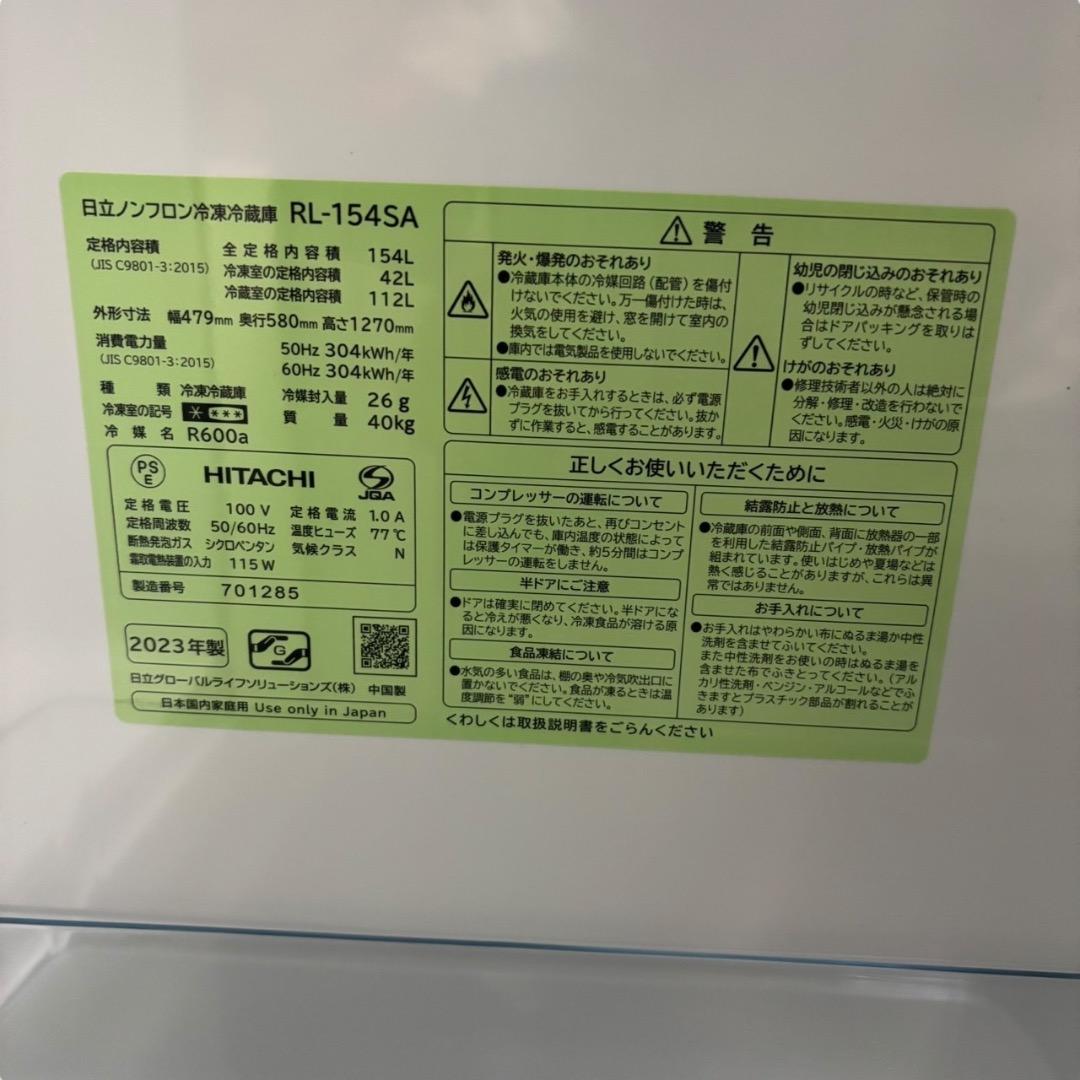 日立ノンフロン冷凍冷蔵庫 RL-154SA
定格内容積 全定格内容積 154L
(JIS C9801-3:2015) 冷凍室の定格内容積 42L
冷蔵室の定格内容積 112L
外形寸法 幅479mm 奥行580mm 高さ1270mm
消費電力量 50Hz 304kWh/年
(JIS C9801-3:2015) 60Hz 304kWh/年
種類 冷凍冷蔵庫 冷媒封入量 26g
冷凍室の記号 質量 40kg
冷媒名 R600a
PS
E
HITACHI
JQA
定格電圧 100V 定格電流 1.0A
定格周波数 50/60Hz 温度ヒューズ 77℃
断熱発泡ガス シクロペンタン 気候クラス N
霜取電熱装置の入力 115W
製造番号 701285
2023年製
G
日立グローバルライフソリューションズ(株) 中国製
日本国内家庭用 Use only in Japan
警告
発火・爆発のおそれあり
●冷蔵庫本体の冷媒回路(配管)を傷付
けないでください。万一傷付けた時は、
火気の使用を避け、窓を開けて室内の
換気をしてください。
●庫内では電気製品を使用しないでください。
感電のおそれあり
●冷蔵庫をお手入れするときは、必ず電源
プラグを抜いてから行ってください。抜か
ずに作業すると、感電することがあります。
幼児の閉じ込みのおそれあり
●リサイクルの時など、保管時の
幼児閉じ込みが懸念される場
合はドアパッキングを取りは
ずしてください。
けがのおそれあり
●修理技術者以外の人は絶対に
分解・修理・改造を行わないで
ください。感電・火災・けがの原
因になります。
正しくお使いいただくために
コンプレッサーの運転について
●電源プラグを抜いたあと、再びコンセント
に差し込んでも、庫内温度の状態によって
は保護タイマーが働き、約5分間はコンプ
レッサーの運転をしません。
半ドアにご注意
●ドアは確実に閉めてください。半ドアにな
ると冷えが悪くなり、冷凍食品が溶ける原
因になります。
食品凍結について
●水気の多い食品は、棚の奥や冷気吹出口に
置かないでください。食品が凍るときは温
度調節を“弱”にしてください。
結露防止と放熱について
●冷蔵庫の前面や側面、背面に放熱器の一部
を利用した結露防止パイプ・放熱パイプが
組まれています。使いはじめや夏場などは
熱く感じることがありますが、これらは異
常ではありません。
お手入れについて
●お手入れはやわらかい布にぬるま湯か中性
洗剤を含ませてふいてください。
また中性洗剤をお使いの時はぬるま湯を
含ませた布でふきとってください。(アル
カリ性洗剤・ベンジン・アルコールなどでふ
きますとプラスチック部品が割れることが
あります)
くわしくは取扱説明書をごらんください